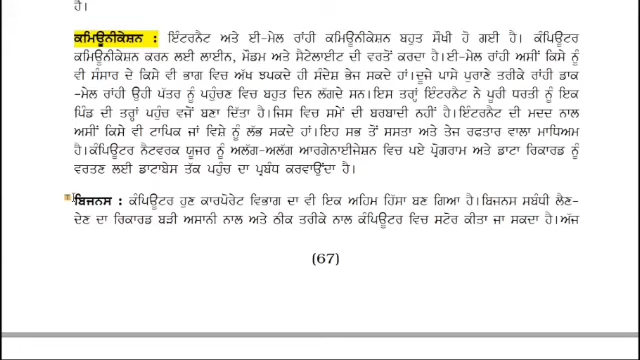 ਹੈ।
ਕਮਿਊਨੀਕੇਸ਼ਨ : ਇੰਟਰਨੈਟ ਅਤੇ ਈ-ਮੇਲ ਰਾਂਹੀ ਕਮਿਊਨੀਕੇਸ਼ਨ ਬਹੁਤ ਸੌਖੀ ਹੋ ਗਈ ਹੈ। ਕੰਪਿਊਟਰ
ਕਮਿਊਨੀਕੇਸ਼ਨ ਕਰਨ ਲਈ ਲਾਈਨ, ਮੌਡਮ ਅਤੇ ਸੈਟੇਲਾਈਟ ਦੀ ਵਰਤੋਂ ਕਰਦਾ ਹੈ।ਈ-ਮੇਲ ਰਾਂਹੀ ਅਸੀਂ ਕਿਸੇ ਨੂੰ
ਵੀ ਸੰਸਾਰ ਦੇ ਕਿਸੇ ਵੀ ਭਾਗ ਵਿਚ ਅੱਖ ਝਪਕਦੇ ਹੀ ਸੰਦੇਸ਼ ਭੇਜ ਸਕਦੇ ਹਾਂ।ਦੂਜੇ ਪਾਸੇ ਪੁਰਾਣੇ ਤਰੀਕੇ ਰਾਂਹੀ ਡਾਕ
-ਮੇਲ ਰਾਂਹੀ ਉਹੀ ਪੱਤਰ ਨੂੰ ਪਹੁੰਚਣ ਵਿਚ ਬਹੁਤ ਦਿਨ ਲੱਗਦੇ ਸਨ।ਇਸ ਤਰ੍ਹਾਂ ਇੰਟਰਨੈਟ ਨੇ ਪੂਰੀ ਧਰਤੀ ਨੂੰ ਇਕ
ਪਿੰਡ ਦੀ ਤਰ੍ਹਾਂ ਪਹੁੰਚ ਵਜੋਂ ਬਣਾ ਦਿੱਤਾ ਹੈ।ਜਿਸ ਵਿਚ ਸਮੇਂ ਦੀ ਬਰਬਾਦੀ ਨਹੀਂ ਹੈ। ਇੰਟਰਨੈਟ ਦੀ ਮਦਦ ਨਾਲ
ਅਸੀਂ ਕਿਸੇ ਵੀ ਟਾਪਿਕ ਜਾਂ ਵਿਸ਼ੇ ਨੂੰ ਲੱਭ ਸਕਦੇ ਹਾਂ।ਇਹ ਸਭ ਤੋਂ ਸਸਤਾ ਅਤੇ ਤੇਜ ਰਫਤਾਰ ਵਾਲਾ ਮਾਧਿਅਮ
ਹੈ।ਕੰਪਿਊਟਰ ਨੈਟਵਰਕ ਯੂਜਰ ਨੂੰ ਅਲੱਗ-ਅਲੱਗ ਆਰਗੇਨਾਈਜੇਸ਼ਨ ਵਿਚ ਪਏ ਪ੍ਰੋਗਰਾਮ ਅਤੇ ਡਾਟਾ ਰਿਕਾਰਡ ਨੂੰ
ਵਰਤਣ ਲਈ ਡਾਟਾਬੇਸ ਤੱਕ ਪਹੁੰਚ ਦਾ ਪ੍ਰਬੰਧ ਕਰਵਾਉਂਦਾ ਹੈ।
ਬਿਜਨਸ : ਕੰਪਿਊਟਰ ਹੁਣ ਕਾਰਪੋਰੇਟ ਵਿਭਾਗ ਦਾ ਵੀ ਇਕ ਅਹਿਮ ਹਿੱਸਾ ਬਣ ਗਿਆ ਹੈ।ਬਿਜਨਸ ਸਬੰਧੀ ਲੈਣ-
ਦੇਣ ਦਾ ਰਿਕਾਰਡ ਬੜੀ ਅਸਾਨੀ ਨਾਲ ਅਤੇ ਠੀਕ ਤਰੀਕੇ ਨਾਲ ਕੰਪਿਊਟਰ ਵਿਚ ਸਟੋਰ ਕੀਤਾ ਜਾ ਸਕਦਾ ਹੈ।ਅੱਜ
(67)